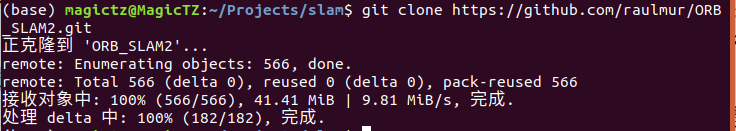 (base) magictz@MagicTZ:~/Projects/slam$ git clone https://github.com/raulmur/ORB
_SLAM2.git
正克隆到 'ORB_SLAM2'...
remote: Enumerating objects: 566, done.
remote: Total 566 (delta 0), reused 0 (delta 0), pack-reused 566
接收对象中: 100% (566/566), 41.41 MiB | 9.81 MiB/s, 完成.
处理 delta 中: 100% (182/182), 完成.